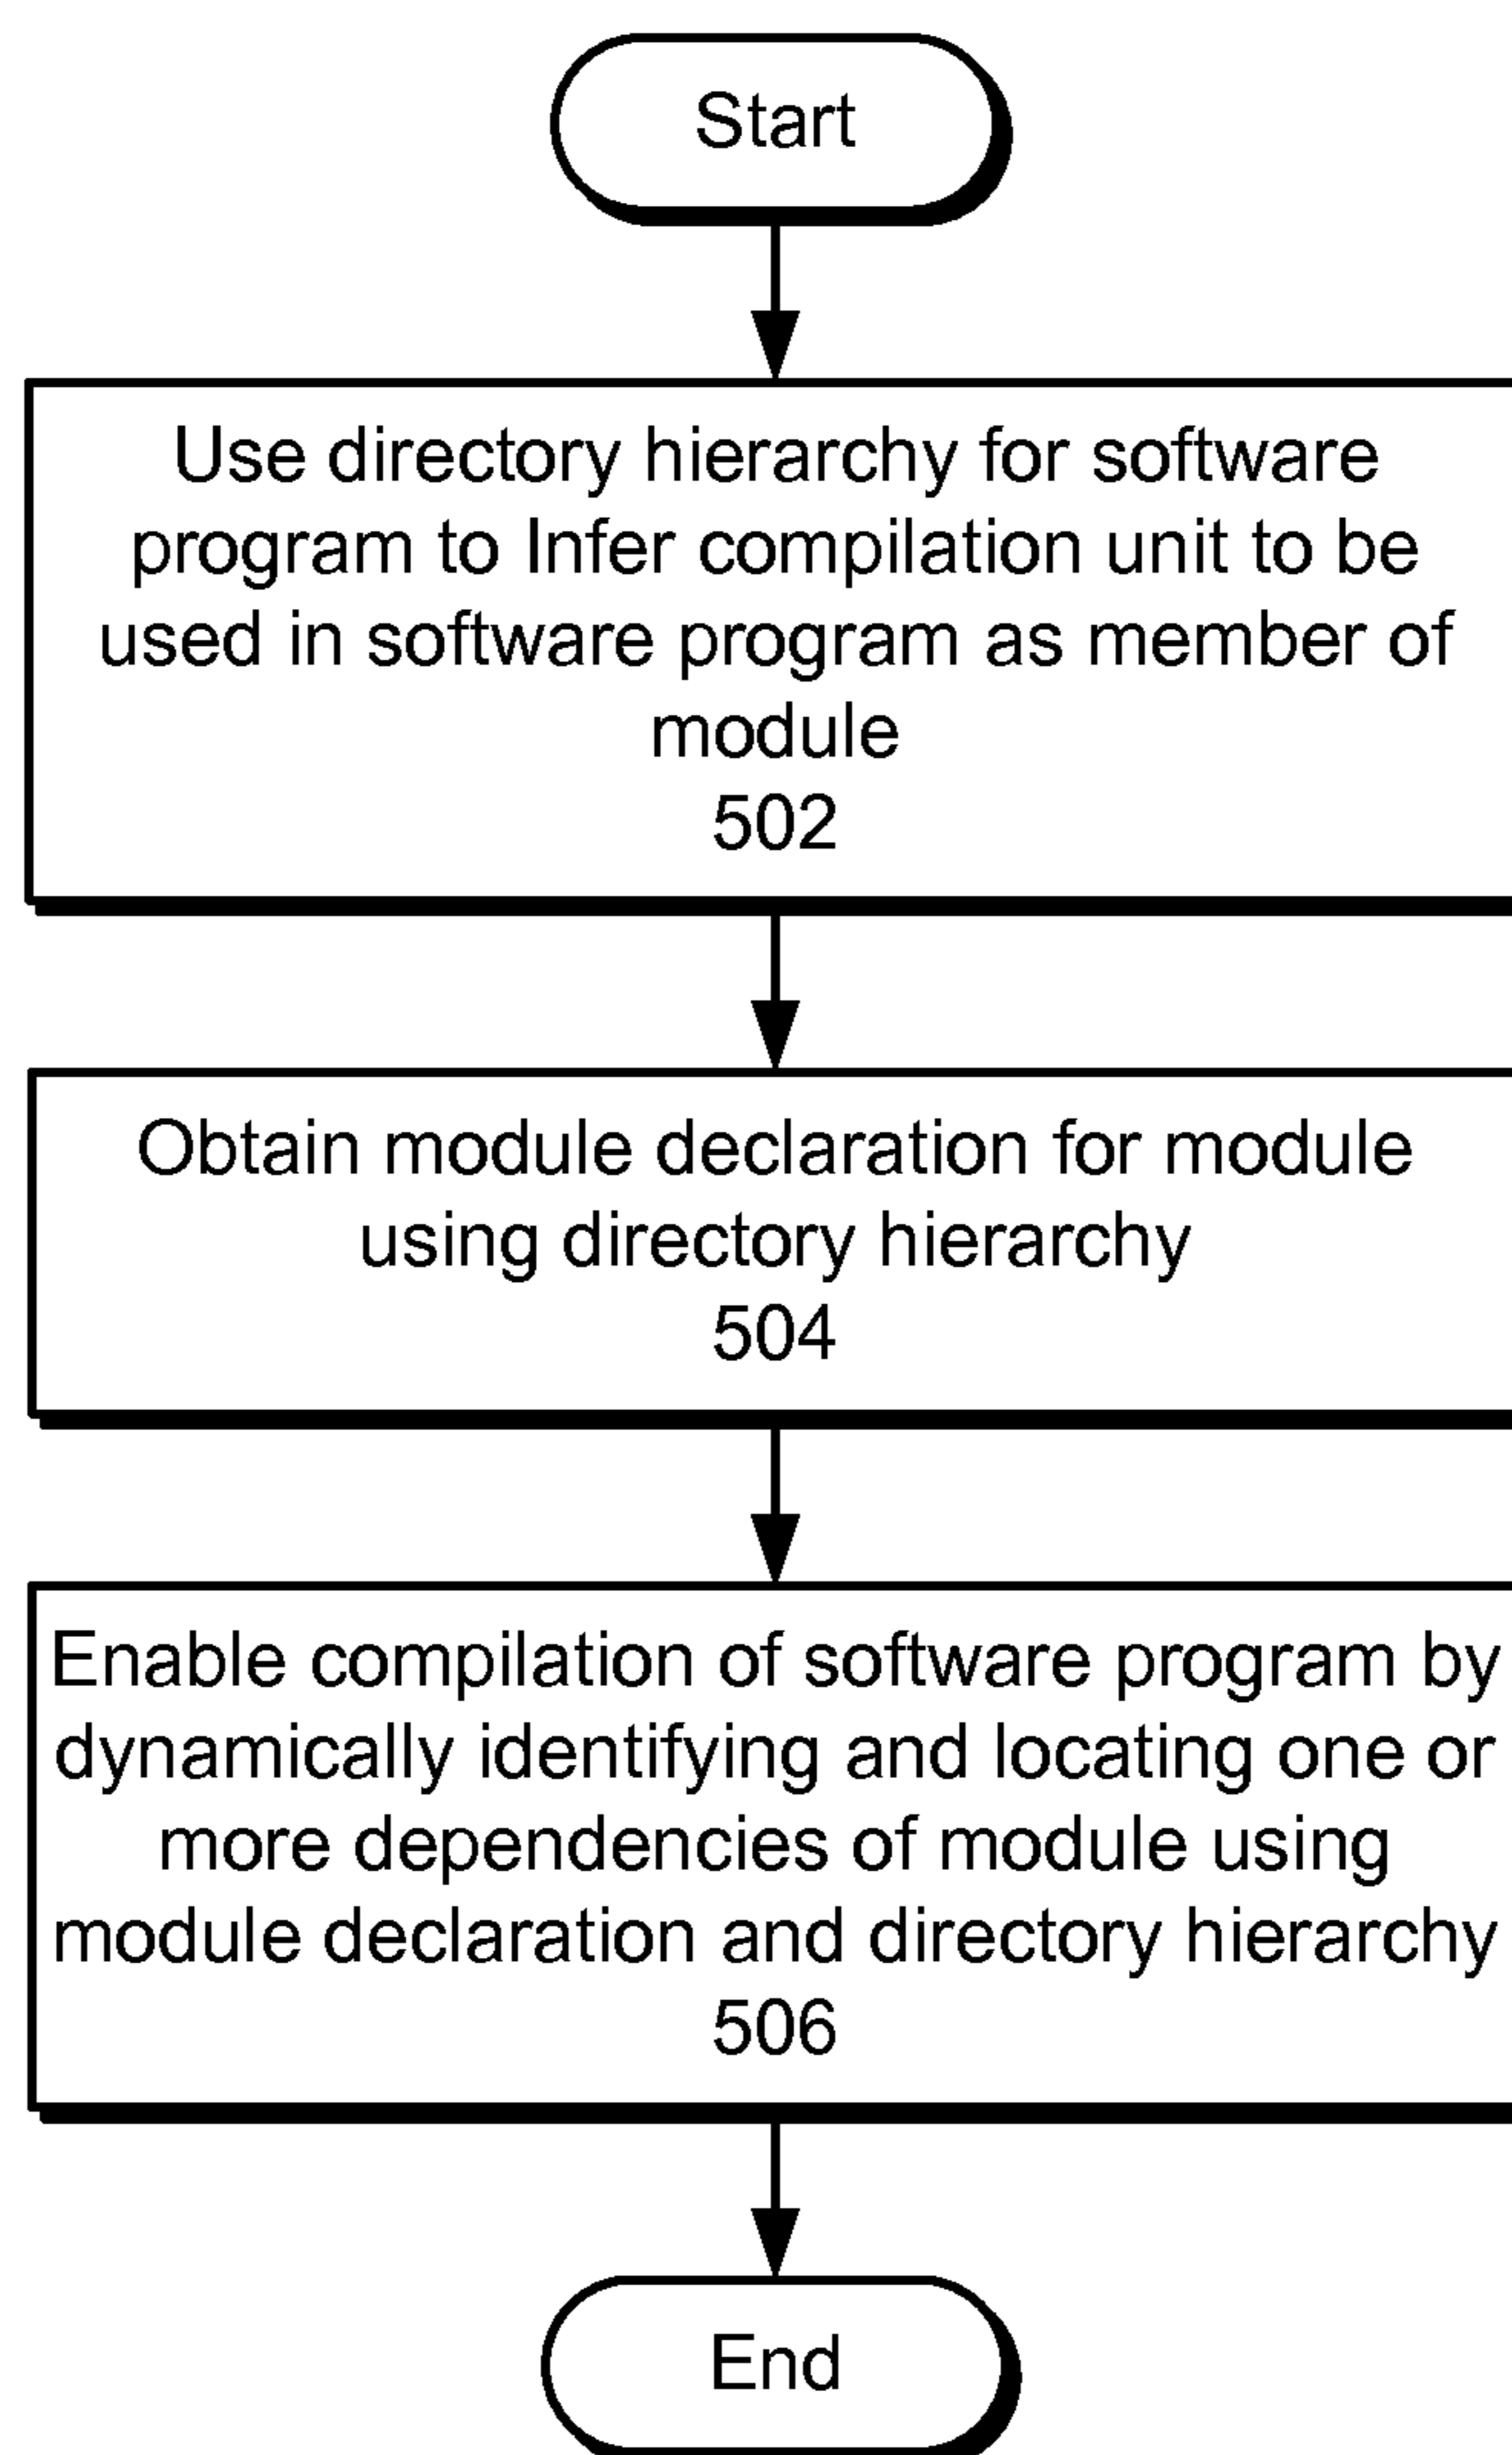 Start
Use directory hierarchy for software
program to Infer compilation unit to be
used in software program as member of
module
502
Obtain module declaration for module
using directory hierarchy
504
Enable compilation of software program by
dynamically identifying and locating one or
more dependencies of module using
module declaration and directory hierarchy
506
End